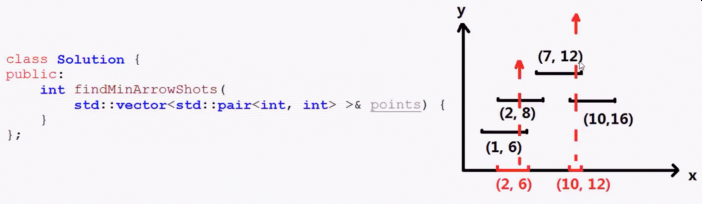 class Solution {
public:
    int findMinArrowShots(
        std::vector<std::pair<int, int> >& points) {
    }
};
y
(7, 12)
(2, 8)
(10,16)
(1, 6)
x
(2, 6)
(10, 12)